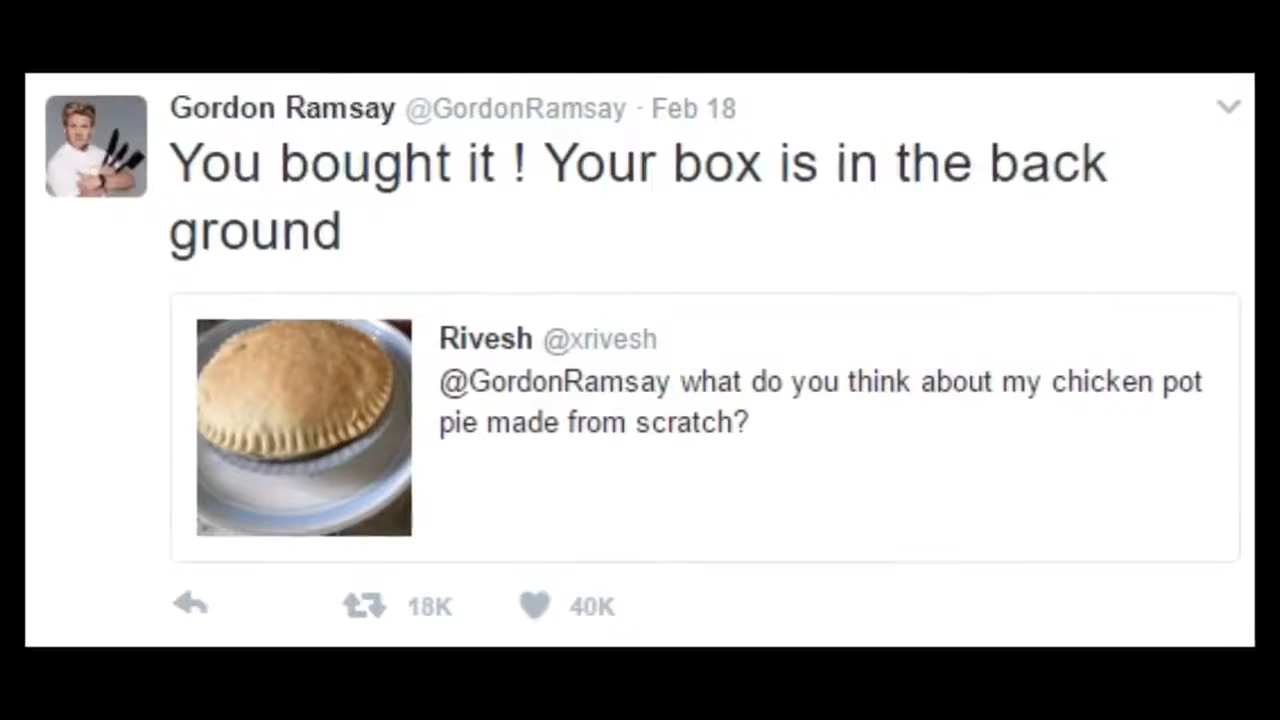 Gordon Ramsay @GordonRamsay · Feb 18
You bought it ! Your box is in the back
ground
Rivesh @xrivesh
@GordonRamsay what do you think about my chicken pot
pie made from scratch?
18K 40K